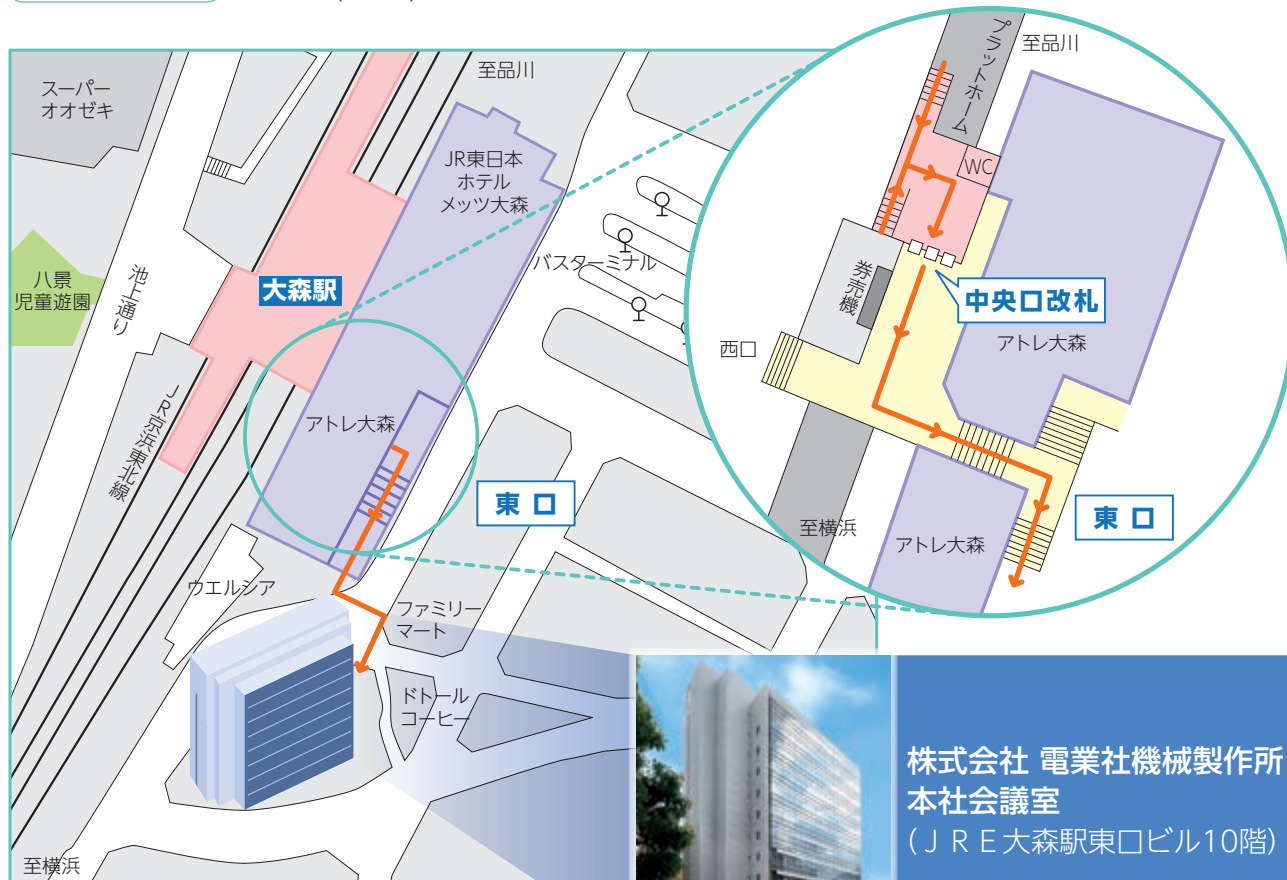 至品川
スーパー
オオゼキ
JR東日本
ホテル
メッツ大森
バスターミナル
八景
児童遊園
池上通り
大森駅
JR京浜東北線
アトレ大森
東口
ウエルシア
ファミリー
マート
ドトール
コーヒー
至横浜
プラットホーム
至品川
WC
券売機
中央口改札
西口
アトレ大森
至横浜
アトレ大森
東口
株式会社 電業社機械製作所
本社会議室
(JRE大森駅東口ビル10階)